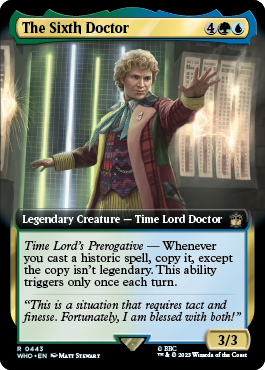 The Sixth Doctor 4
Legendary Creature — Time Lord Doctor
Time Lord's Prerogative — Whenever
you cast a historic spell, copy it, except
the copy isn't legendary. This ability
triggers only once each turn.
“This is a situation that requires tact and
finesse. Fortunately, I am blessed with both!”
3/3
R 0443
WHO • EN MATT STEWART
© BBC
™ & © 2023 Wizards of the Coast